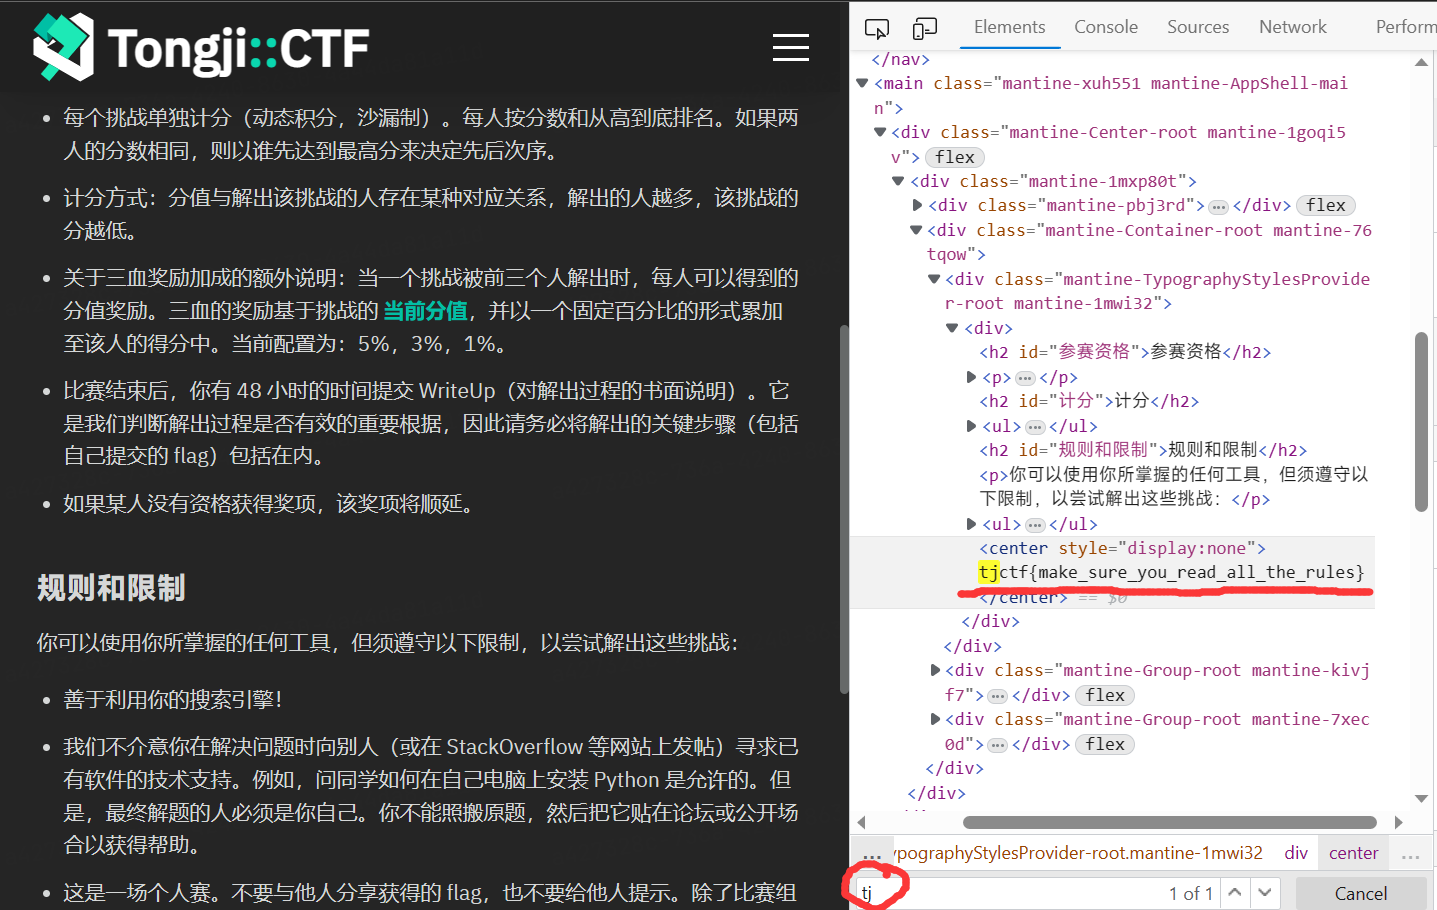 Tongji::CTF
每个挑战单独计分（动态积分，沙漏制）。每人按分数和从高到底排名。如果两
人的分数相同，则以谁先达到最高分来决定先后次序。
计分方式：分值与解出该挑战的人存在某种对应关系，解出的人越多，该挑战的
分越低。
关于三血奖励加成的额外说明：当一个挑战被前三个人解出时，每人可以得到的
分值奖励。三血的奖励基于挑战的 当前分值，并以一个固定百分比的形式累加
至该人的得分中。当前配置为：5%，3%，1%。
比赛结束后，你有 48 小时的时间提交 WriteUp（对解出过程的书面说明）。它
是我们判断解出过程是否有效的重要根据，因此请务必将解出的关键步骤（包括
自己提交的 flag）包括在内。
如果某人没有资格获得奖项，该奖项将顺延。
规则和限制
你可以使用你所掌握的任何工具，但须遵守以下限制，以尝试解出这些挑战：
善于利用你的搜索引擎！
我们不介意你在解决问题时向别人（或在 StackOverflow 等网站上发帖）寻求已
有软件的技术支持。例如，问同学如何在自己电脑上安装 Python 是允许的。但
是，最终解题的人必须是你自己。你不能照搬原题，然后把它贴在论坛或公开场
合以获得帮助。
这是一场个人赛。不要与他人分享获得的 flag，也不要给他人提示。除了比赛组
Elements Console Sources Network Perform
</nav>
<main class="mantine-xuh551 mantine-AppShell-mai
n">
<div class="mantine-Center-root mantine-1goqi5
v"> flex
<div class="mantine-1mxp80t">
<div class="mantine-pbj3rd"> ⋯ </div> flex
<div class="mantine-Container-root mantine-76
tqow">
<div class="mantine-TypographyStylesProvide
r-root mantine-1mwi32">
<div>
<h2 id="参赛资格">参赛资格</h2>
<p> ⋯ </p>
<h2 id="计分">计分</h2>
<ul> ⋯ </ul>
<h2 id="规则和限制">规则和限制</h2>
<p>你可以使用你所掌握的任何工具，但须遵守以
下限制，以尝试解出这些挑战：</p>
<ul> ⋯ </ul>
<center style="display:none">
tjctf{make_sure_you_read_all_the_rules}
</center> == $0
</div>
</div>
<div class="mantine-Group-root mantine-kivj
f7"> ⋯ </div> flex
<div class="mantine-Group-root mantine-7xec
0d"> ⋯ </div> flex
</div>
</div>
... ypographyStylesProvider-root.mantine-1mwi32 div center ...
tj 1 of 1 Cancel